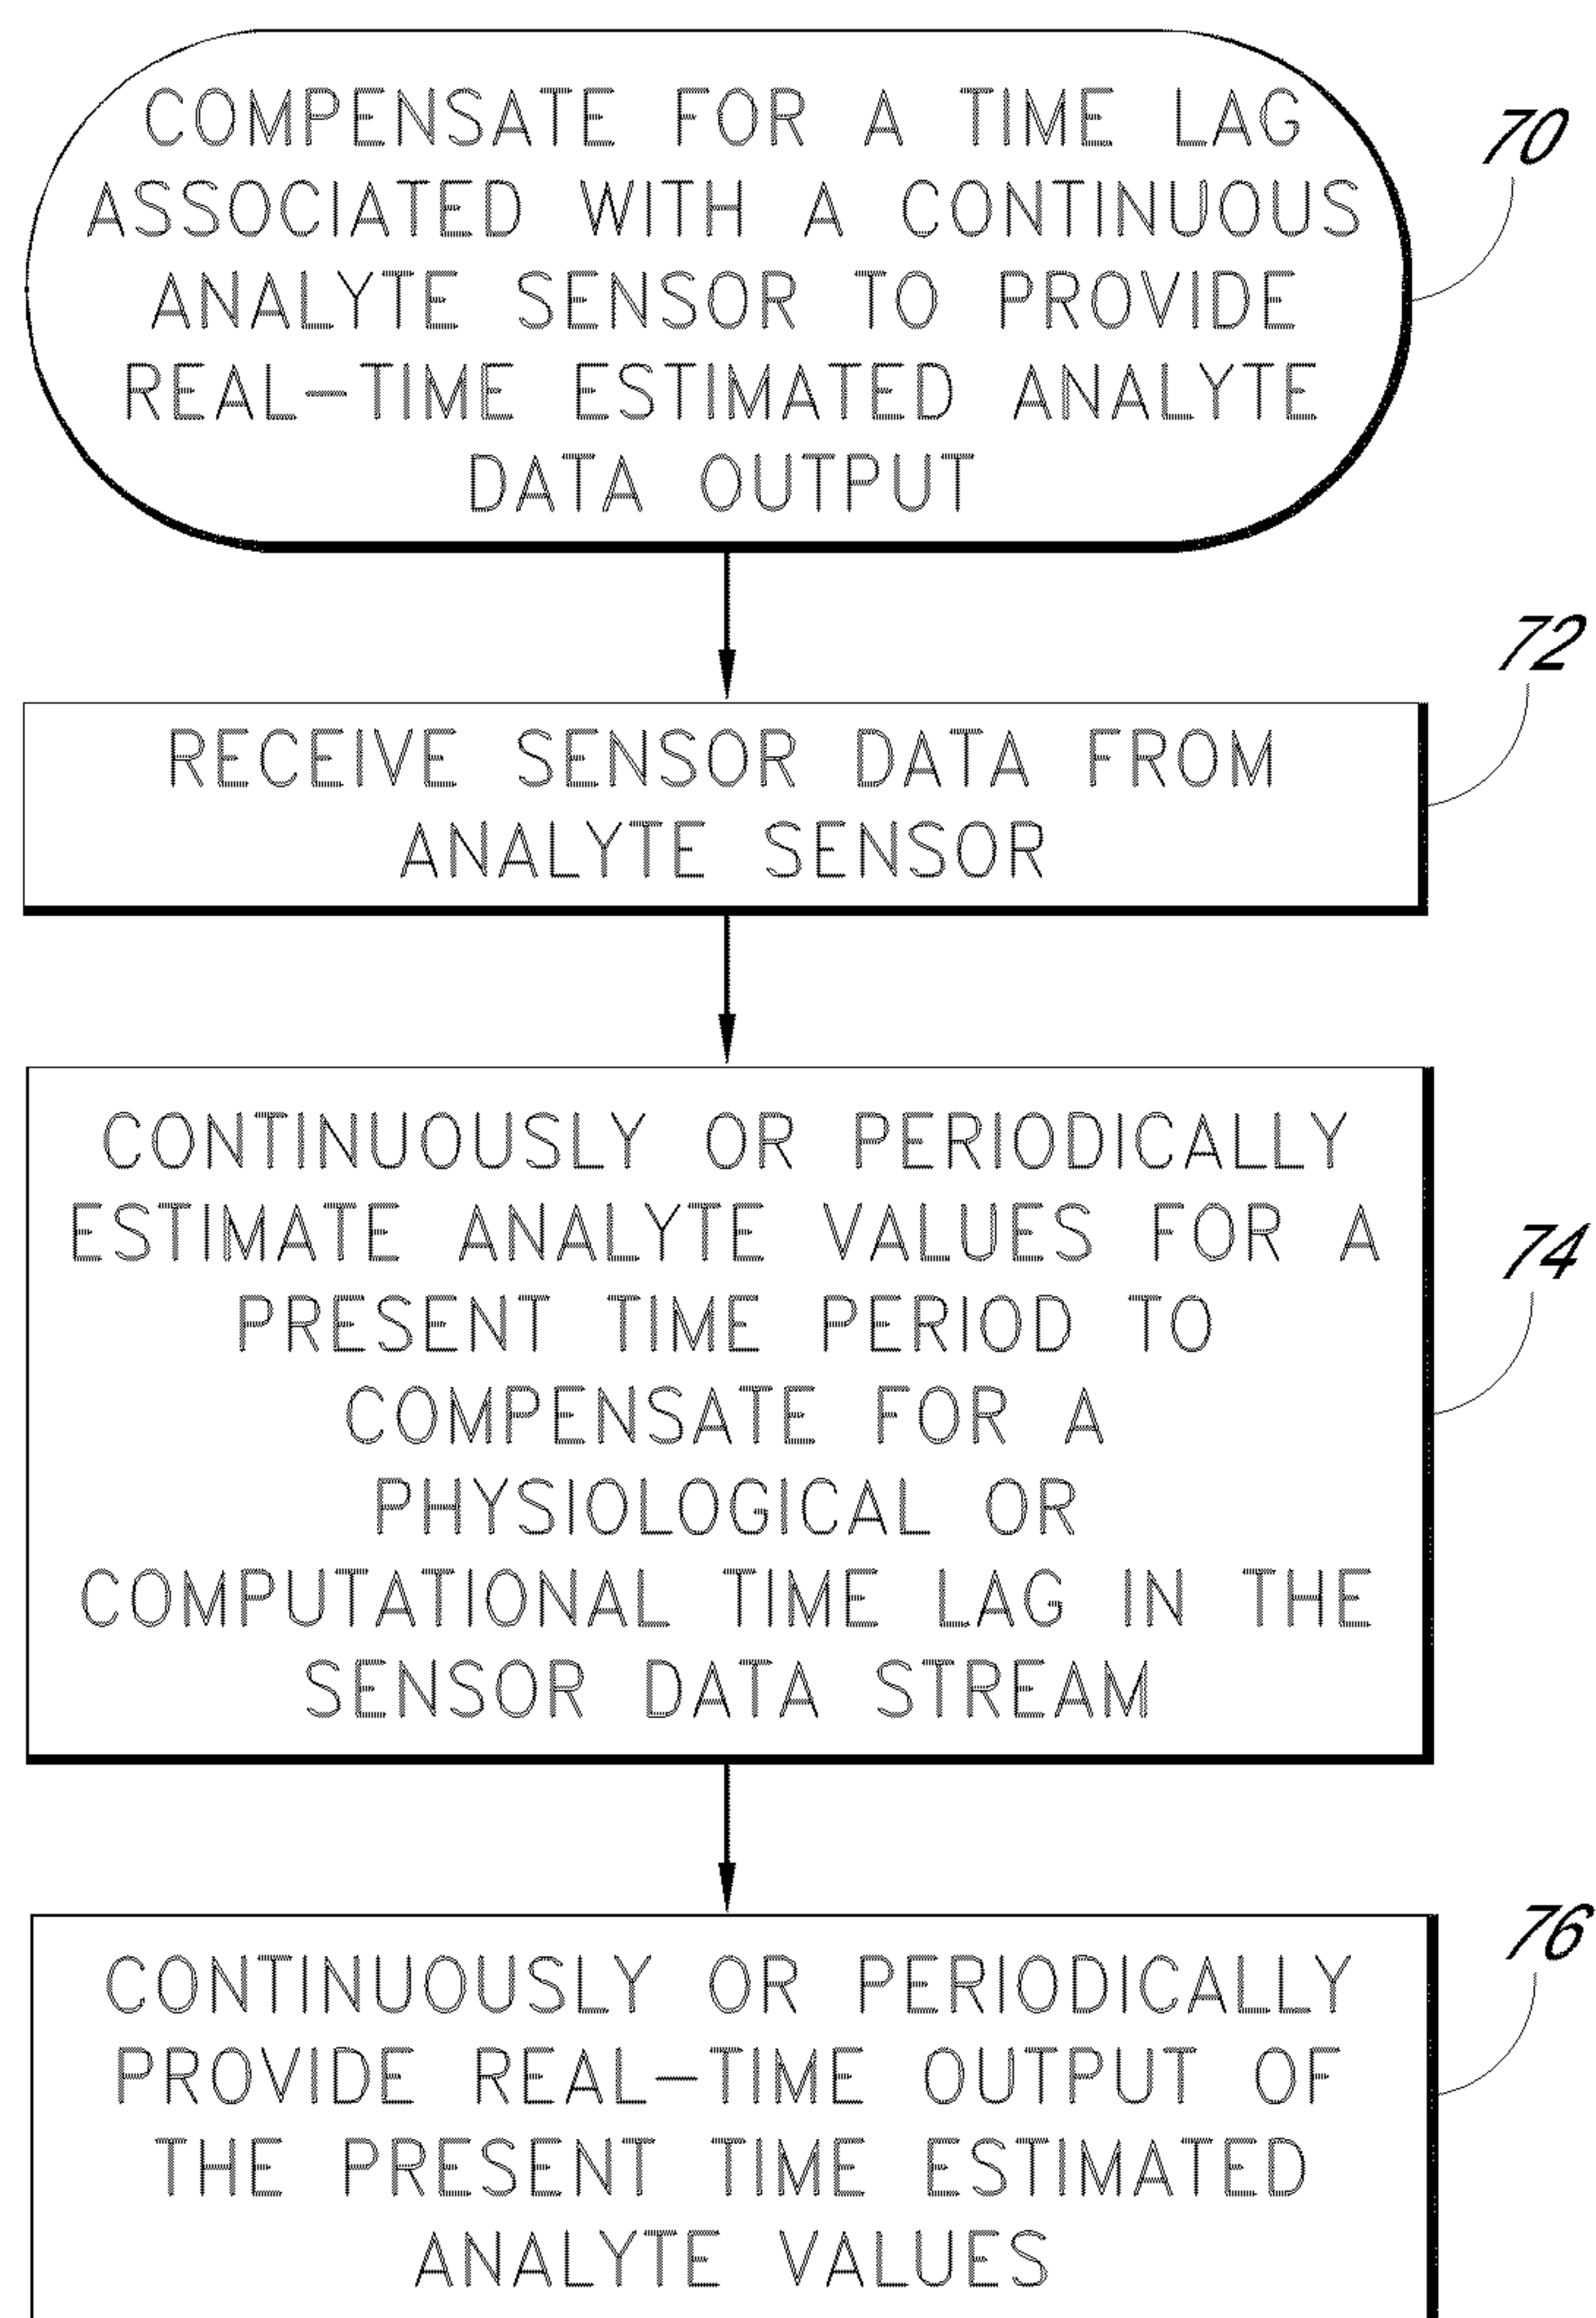 COMPENSATE FOR A TIME LAG
ASSOCIATED WITH A CONTINUOUS
ANALYTE SENSOR TO PROVIDE
REAL-TIME ESTIMATED ANALYTE
DATA OUTPUT
70
RECEIVE SENSOR DATA FROM
ANALYTE SENSOR
72
CONTINUOUSLY OR PERIODICALLY
ESTIMATE ANALYTE VALUES FOR A
PRESENT TIME PERIOD TO
COMPENSATE FOR A
PHYSIOLOGICAL OR
COMPUTATIONAL TIME LAG IN THE
SENSOR DATA STREAM
74
CONTINUOUSLY OR PERIODICALLY
PROVIDE REAL-TIME OUTPUT OF
THE PRESENT TIME ESTIMATED
ANALYTE VALUES
76